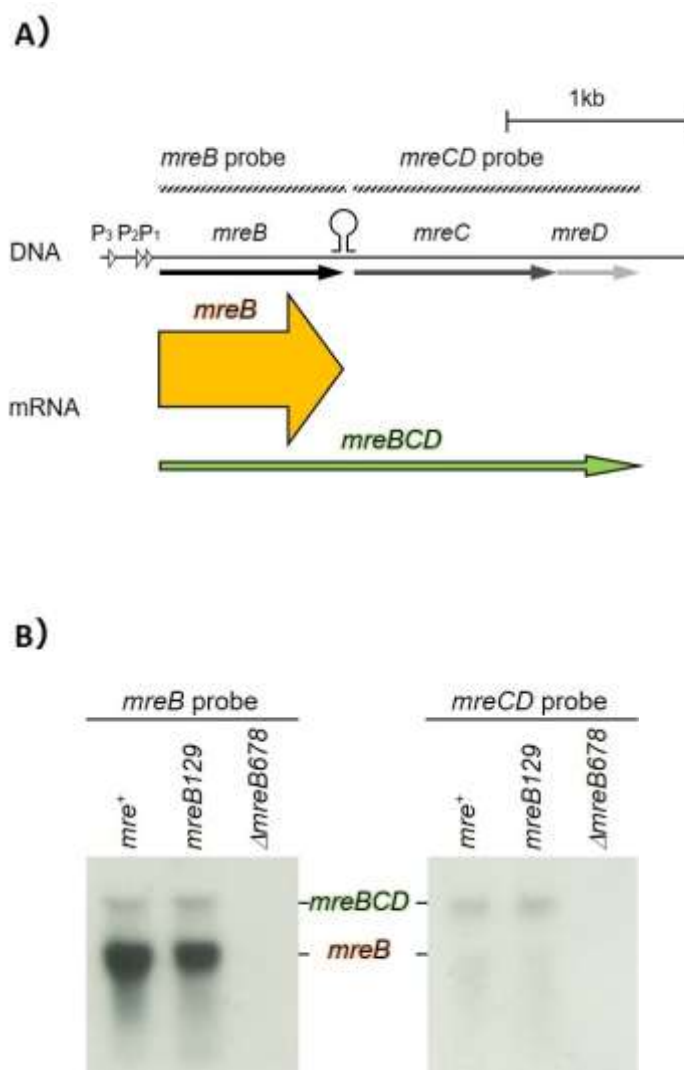 A)
1kb
mreB probe mreCD probe
P3 P2P1
DNA mreB mreC mreD
mreB
mRNA
mreBCD
B)
mreB probe mreCD probe
mre+ mreB129 ΔmreB678 mre+ mreB129 ΔmreB678
mreBCD
mreB